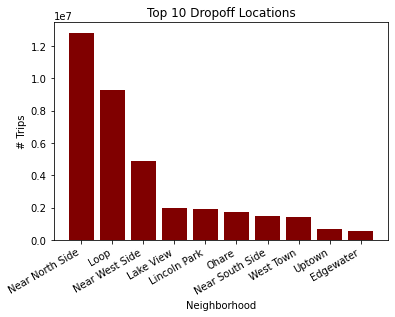 Top 10 Dropoff Locations
1e7
1.2
1.0
0.8
0.6
0.4
0.2
0.0
# Trips
Near North Side
Loop
Near West Side
Lake View
Lincoln Park
Ohare
Near South Side
West Town
Uptown
Edgewater
Neighborhood